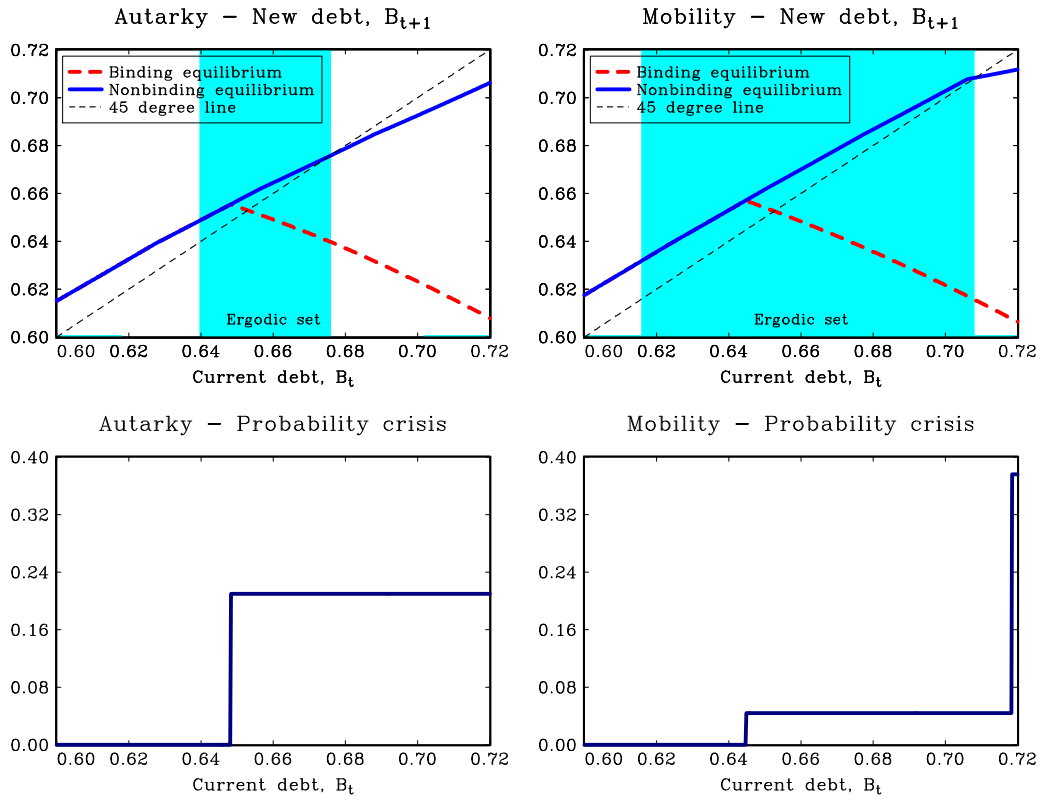 Autarky – New debt, B_{t+1}
0.72
0.70
0.68
0.66
0.64
0.62
0.60
Binding equilibrium
Nonbinding equilibrium
45 degree line
Ergodic set
0.60 0.62 0.64 0.66 0.68 0.70 0.72
Current debt, B_t
Mobility – New debt, B_{t+1}
0.72
0.70
0.68
0.66
0.64
0.62
0.60
Binding equilibrium
Nonbinding equilibrium
45 degree line
Ergodic set
0.60 0.62 0.64 0.66 0.68 0.70 0.72
Current debt, B_t
Autarky – Probability crisis
0.40
0.32
0.24
0.16
0.08
0.00
0.60 0.62 0.64 0.66 0.68 0.70 0.72
Current debt, B_t
Mobility – Probability crisis
0.40
0.32
0.24
0.16
0.08
0.00
0.60 0.62 0.64 0.66 0.68 0.70 0.72
Current debt, B_t